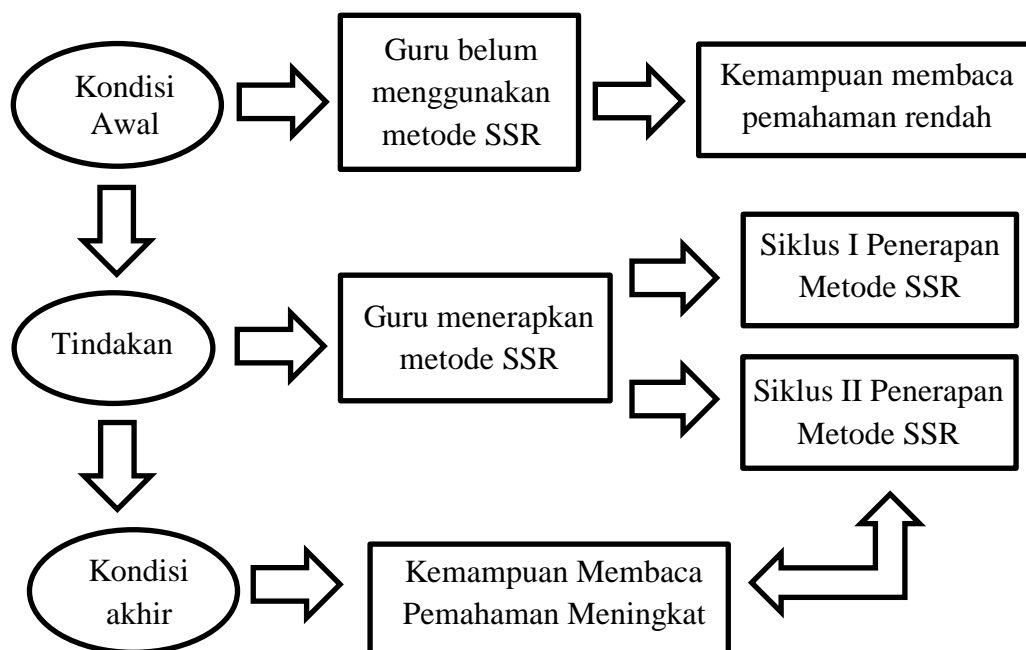 Kondisi
Awal
Guru belum
menggunakan
metode SSR
Kemampuan membaca
pemahaman rendah
Tindakan
Guru menerapkan
metode SSR
Siklus I Penerapan
Metode SSR
Siklus II Penerapan
Metode SSR
Kondisi
akhir
Kemampuan Membaca
Pemahaman Meningkat